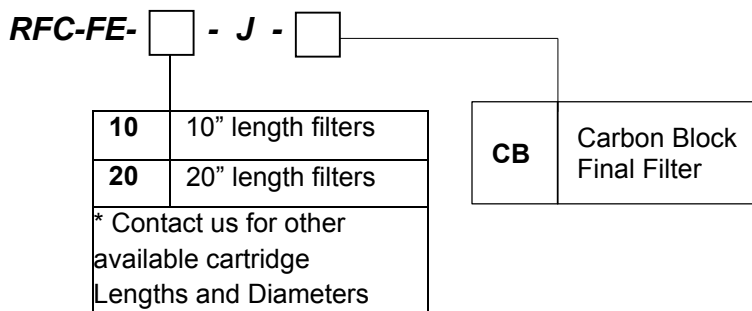 RFC-FE- - J -
10 10” length filters
20 20” length filters
* Contact us for other
available cartridge
Lengths and Diameters
CB Carbon Block
Final Filter